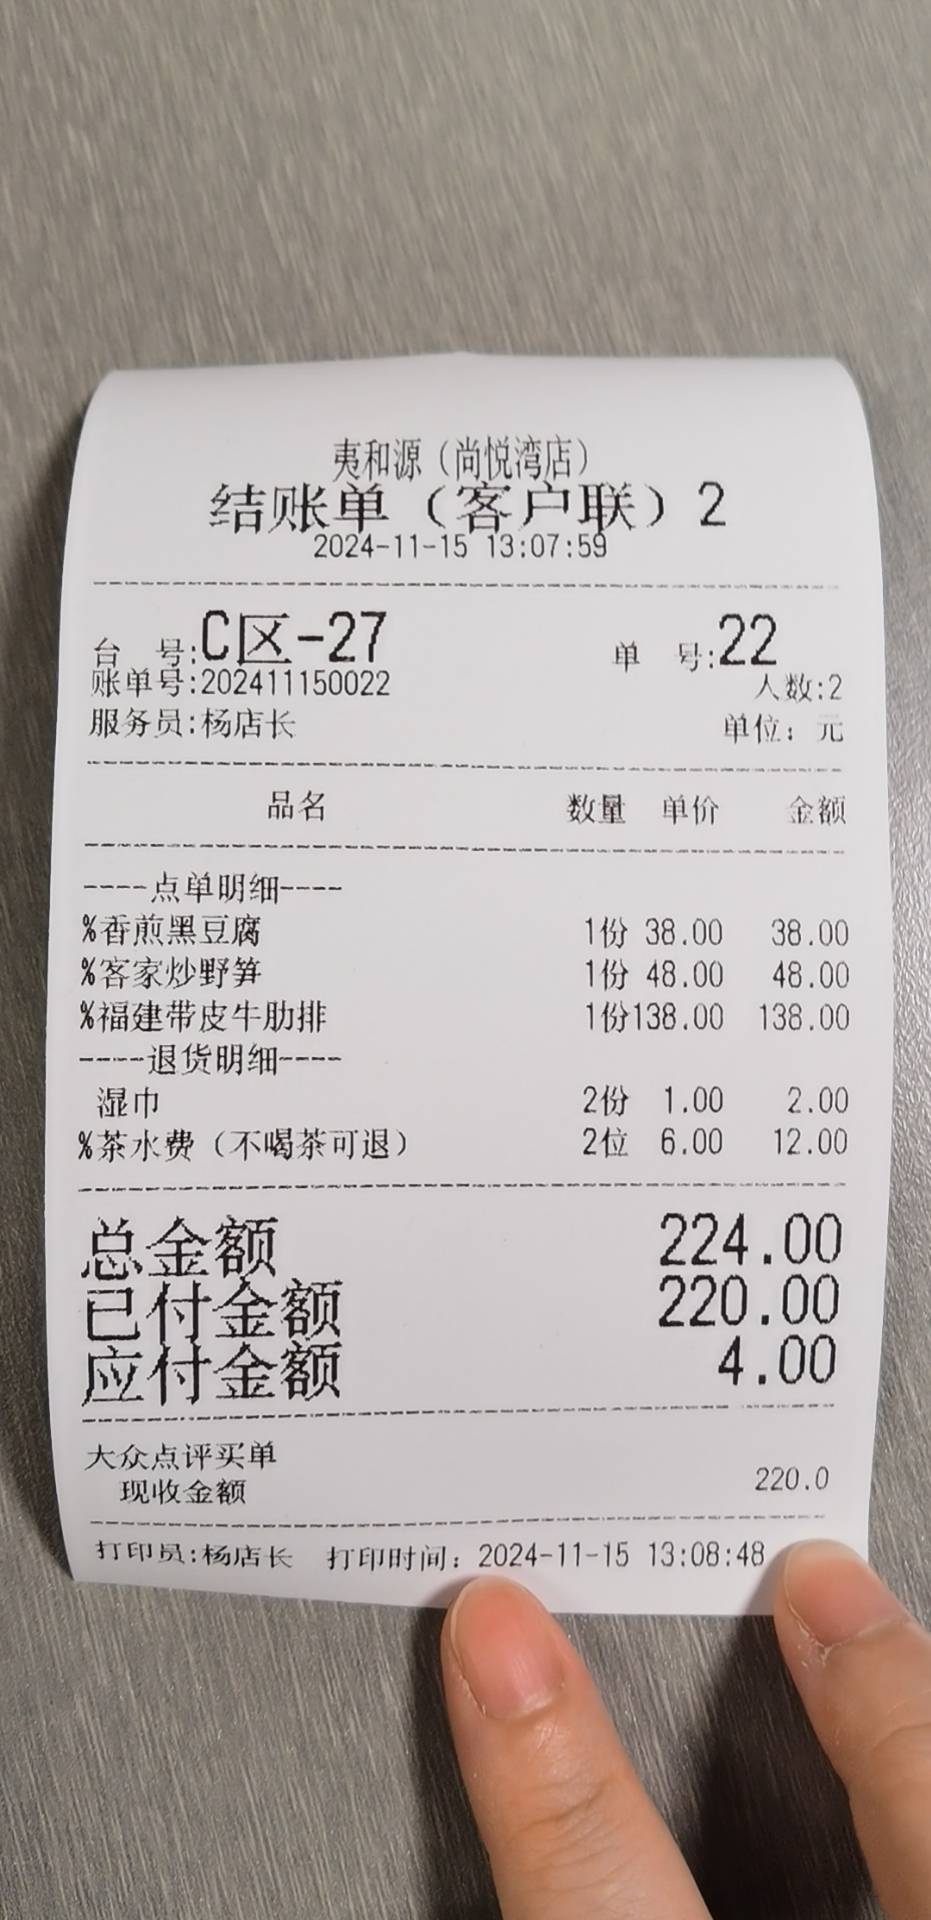 夷和源（尚悦湾店）
结账单（客户联）2
2024-11-15 13:07:59
台 号:C区-27 单 号:22
账单号:202411150022 人数:2
服务员:杨店长 单位：元
品名 数量 单价 金额
----点单明细----
%香煎黑豆腐 1份 38.00 38.00
%客家炒野笋 1份 48.00 48.00
%福建带皮牛肋排 1份138.00 138.00
----退货明细----
湿巾 2份 1.00 2.00
%茶水费（不喝茶可退） 2位 6.00 12.00
总金额 224.00
已付金额 220.00
应付金额 4.00
大众点评买单
现收金额 220.0
打印员:杨店长 打印时间：2024-11-15 13:08:48